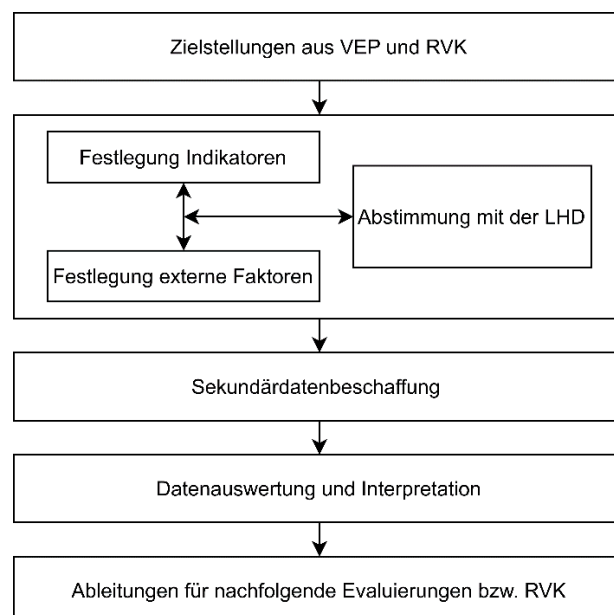 Zielstellungen aus VEP und RVK
Festlegung Indikatoren
Abstimmung mit der LHD
Festlegung externe Faktoren
Sekundärdatenbeschaffung
Datenauswertung und Interpretation
Ableitungen für nachfolgende Evaluierungen bzw. RVK